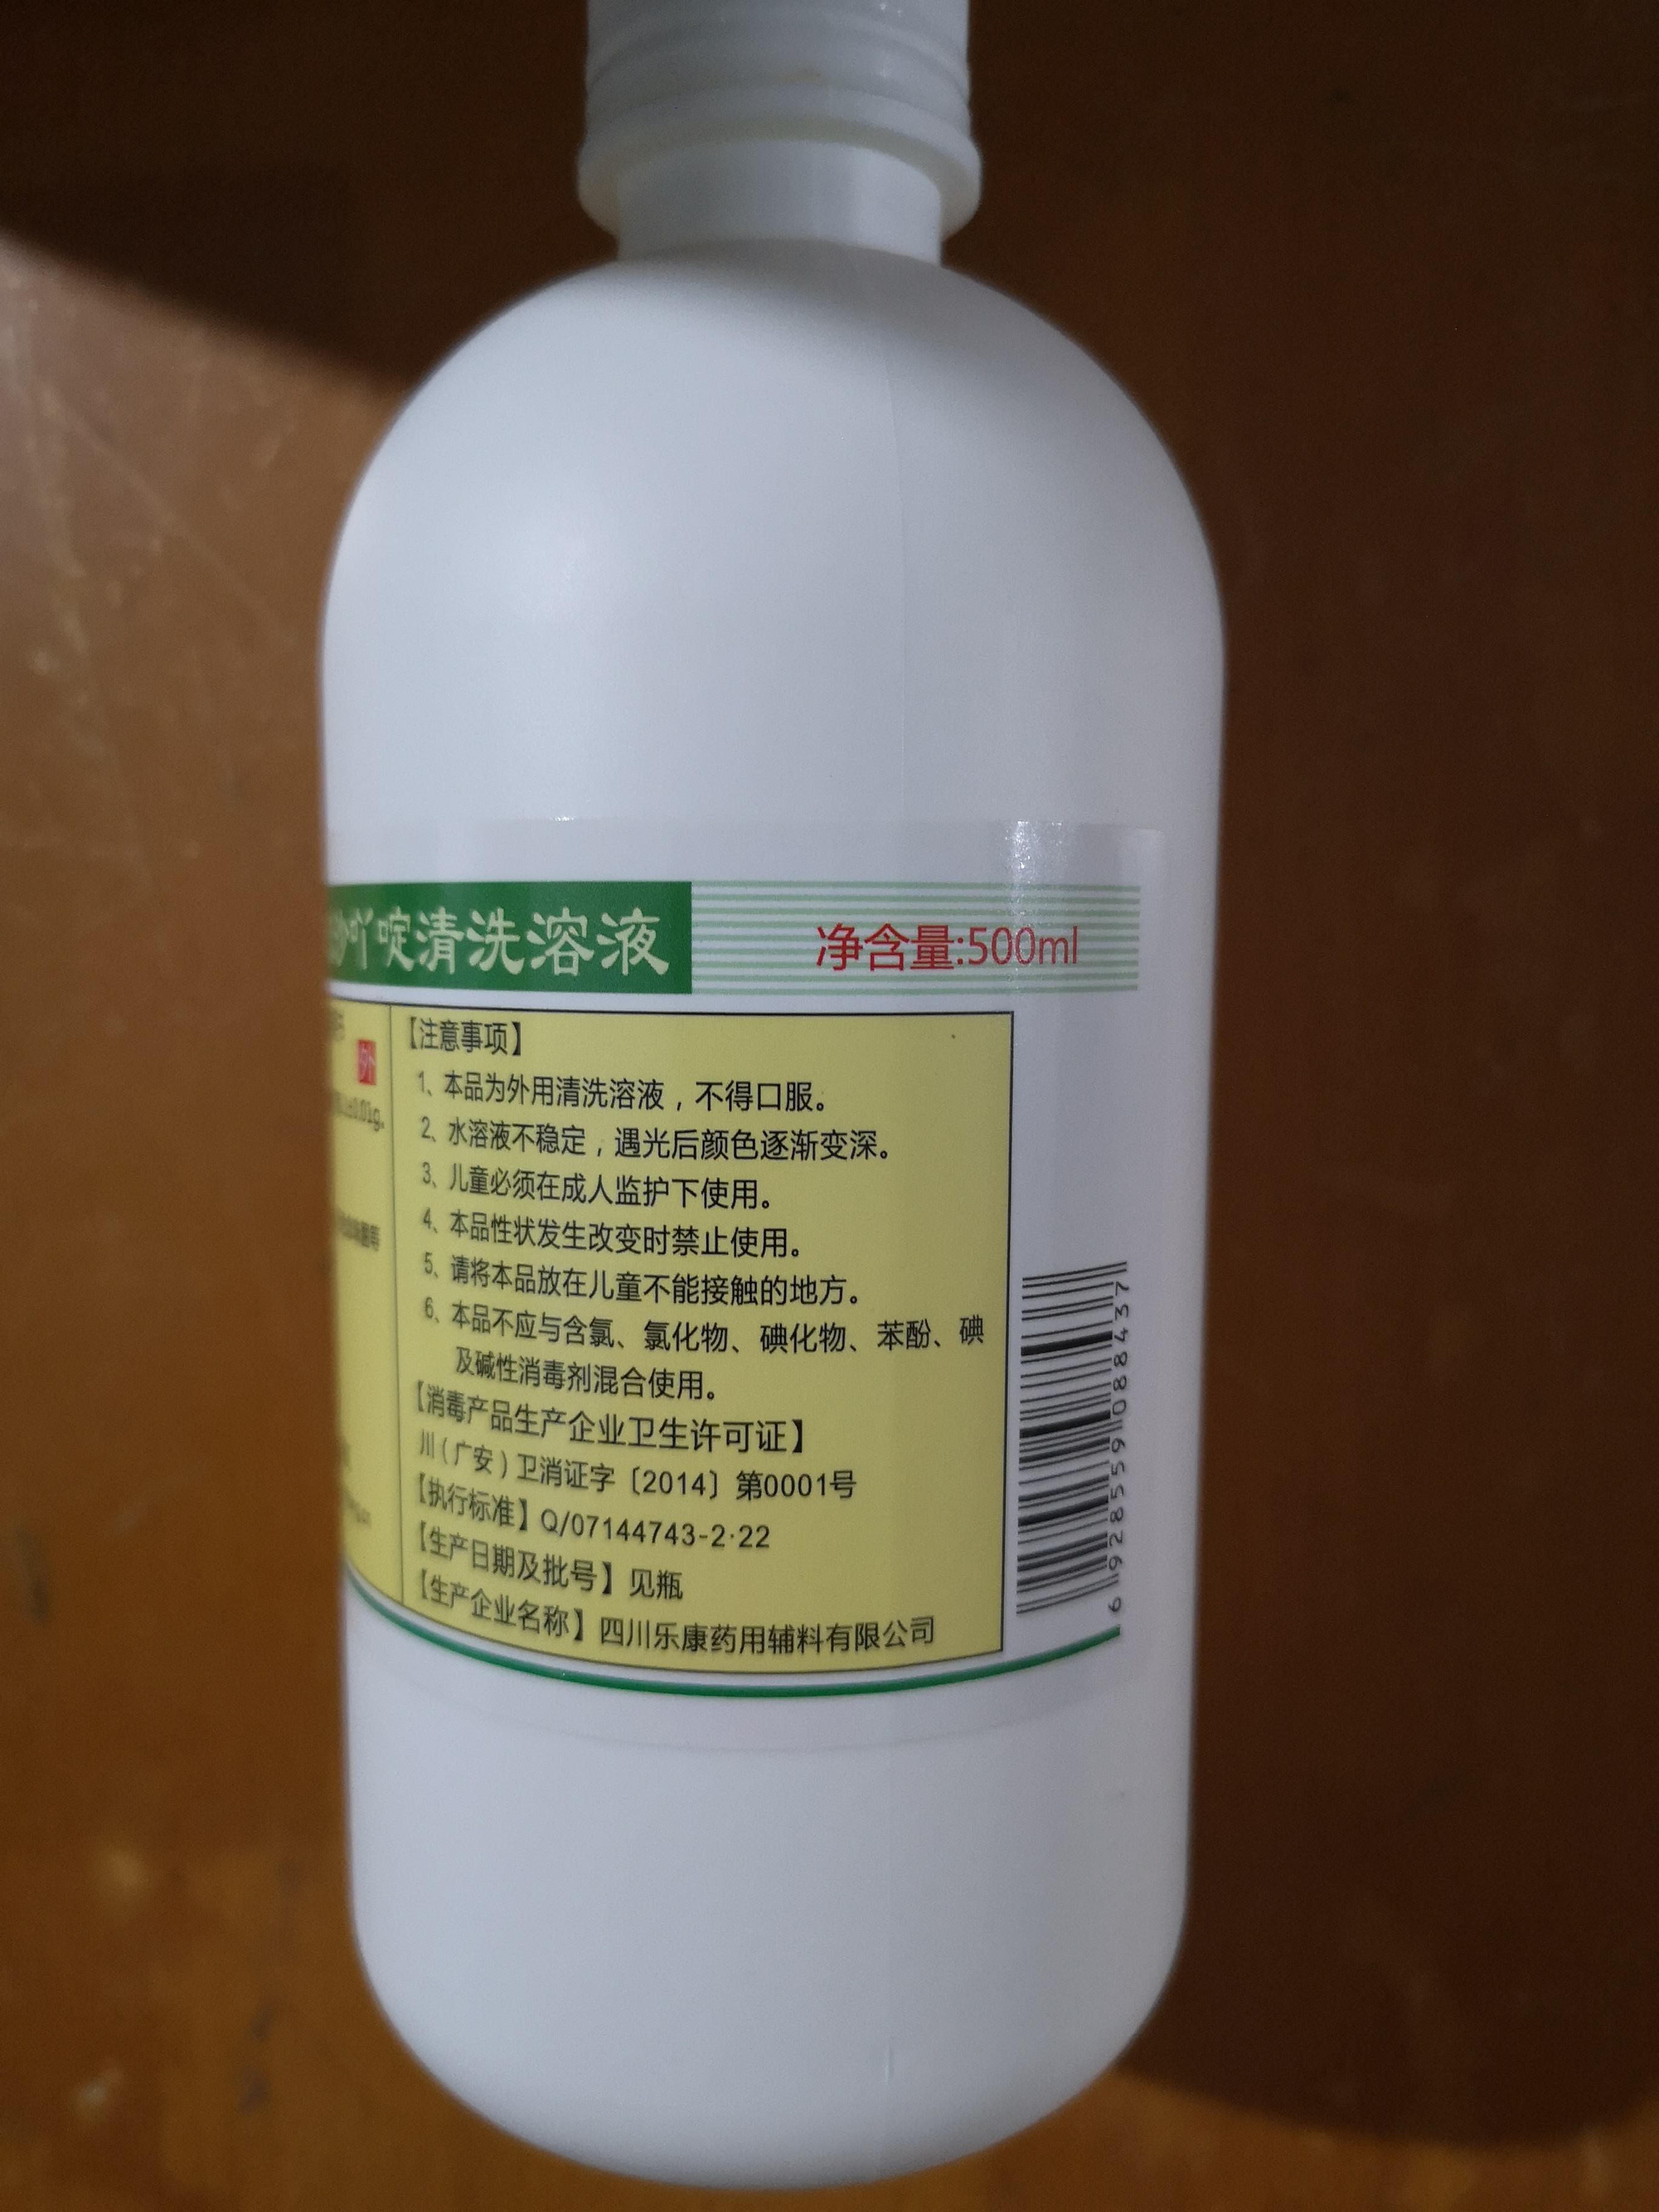 吖啶清洗溶液
净含量:500ml
外
±0.01g。
【注意事项】
1、本品为外用清洗溶液，不得口服。
2、水溶液不稳定，遇光后颜色逐渐变深。
3、儿童必须在成人监护下使用。
4、本品性状发生改变时禁止使用。
5、请将本品放在儿童不能接触的地方。
6、本品不应与含氯、氯化物、碘化物、苯酚、碘
及碱性消毒剂混合使用。
【消毒产品生产企业卫生许可证】
川（广安）卫消证字〔2014〕第0001号
【执行标准】Q/07144743-2·22
【生产日期及批号】见瓶
【生产企业名称】四川乐康药用辅料有限公司
6 928559 088437